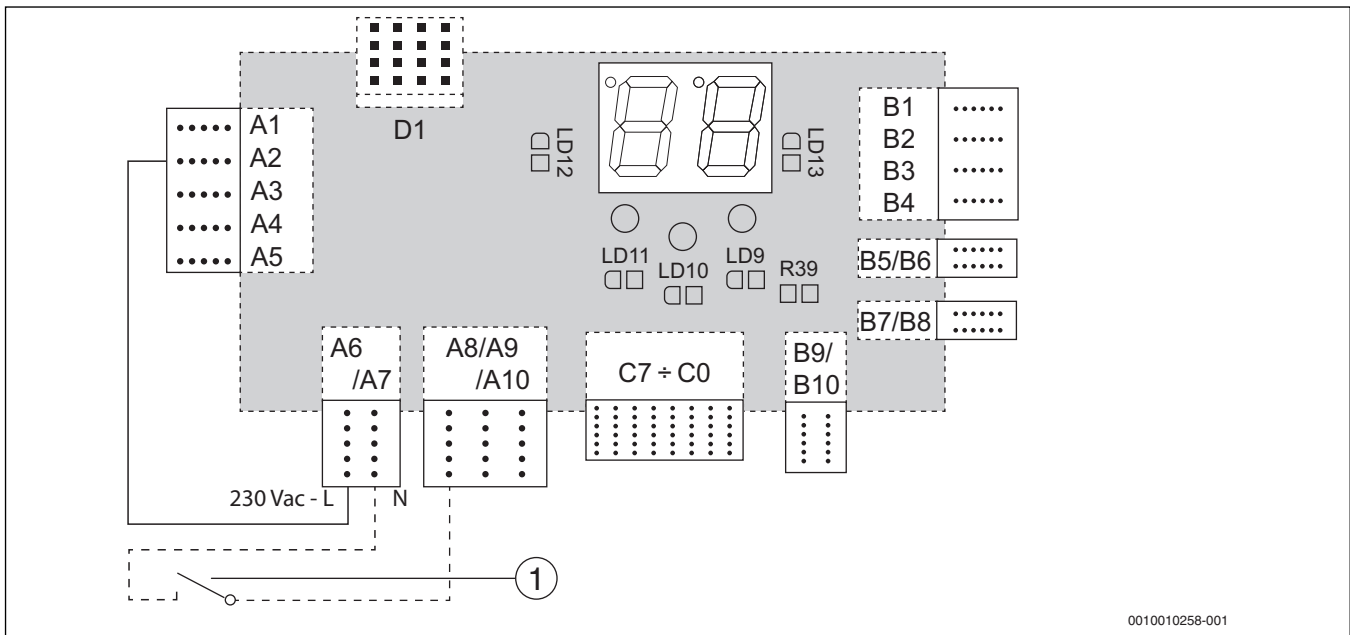 D1
A1
A2
A3
A4
A5
LD12
LD13
B1
B2
B3
B4
LD11
LD10
LD9
R39
B5/B6
B7/B8
A6
/A7
A8/A9
/A10
C7 ÷ C0
B9/
B10
230 Vac - L
N
1
0010010258-001